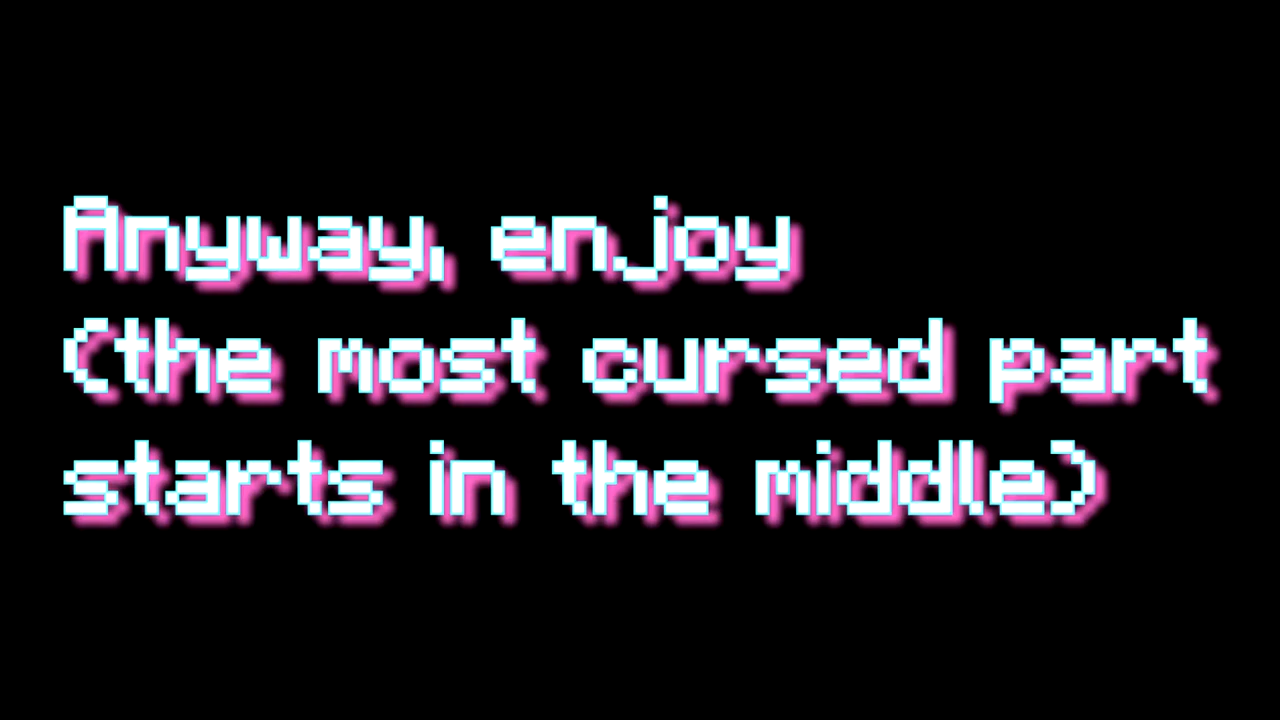 Anyway, enjoy
(the most cursed part
starts in the middle)